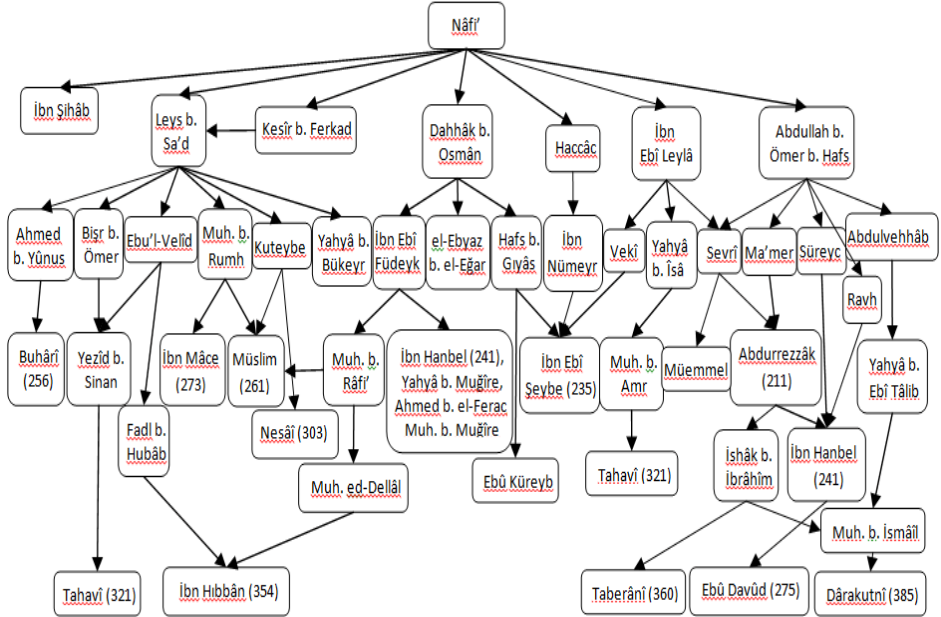 Nâfi'
İbn Şihâb
Leys b.
Sa'd
Kesîr b. Ferkad
Dahhâk b.
Osmân
Haccâc
İbn
Ebî Leylâ
Abdullah b.
Ömer b. Hafs
Ahmed
b. Yûnus
Bişr b.
Ömer
Ebu'l-Velîd
Muh. b.
Rumh
Kuteybe
Yahyâ b.
Bükeyr
İbn Ebî
Füdeyk
el-Ebyaz
b. el-Eğar
Hafs b.
Gıyâs
İbn
Nümeyr
Vekî
Yahyâ
b. Îsâ
Sevrî
Ma'mer
Süreyc
Abdulvehhâb
Ravh
Buhârî
(256)
Yezîd b.
Sinan
İbn Mâce
(273)
Müslim
(261)
Muh. b.
Râfi'
İbn Hanbel (241),
Yahyâ b. Muğîre,
Ahmed b. el-Ferac
Muh. b. Muğîre
İbn Ebî
Şeybe (235)
Muh. b.
Amr
Müemmel
Abdurrezzâk
(211)
Yahyâ b.
Ebî Tâlib
Fadl b.
Hubâb
Nesâî (303)
Muh. ed-Dellâl
Ebû Küreyb
Tahavî (321)
İshâk b.
İbrâhîm
İbn Hanbel
(241)
Muh. b. İsmâîl
Tahavî (321)
İbn Hıbbân (354)
Taberânî (360)
Ebû Davûd (275)
Dârakutnî (385)